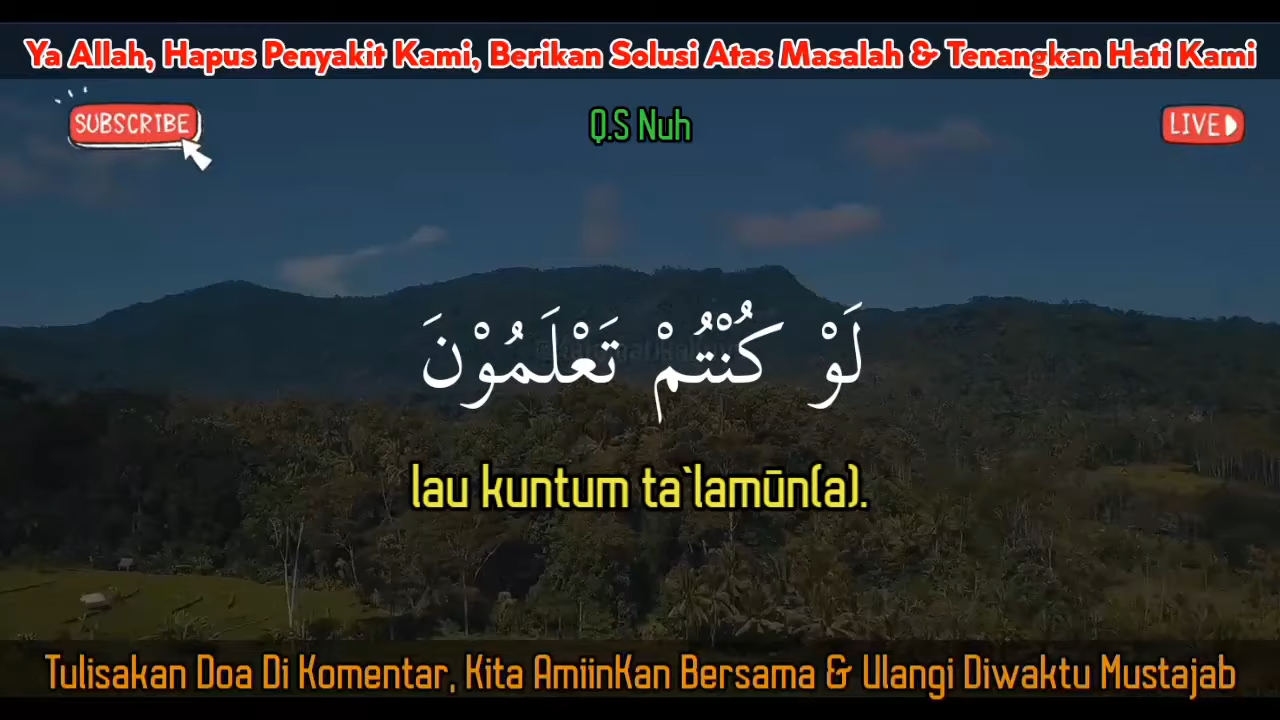 Ya Allah, Hapus Penyakit Kami, Berikan Solusi Atas Masalah & Tenangkan Hati Kami
SUBSCRIBE
Q.S Nuh
LIVE
لَوْ كُنْتُمْ تَعْلَمُوْنَ
lau kuntum ta`lamūn(a).
Tulisakan Doa Di Komentar, Kita AmiinKan Bersama & Ulangi Diwaktu Mustajab